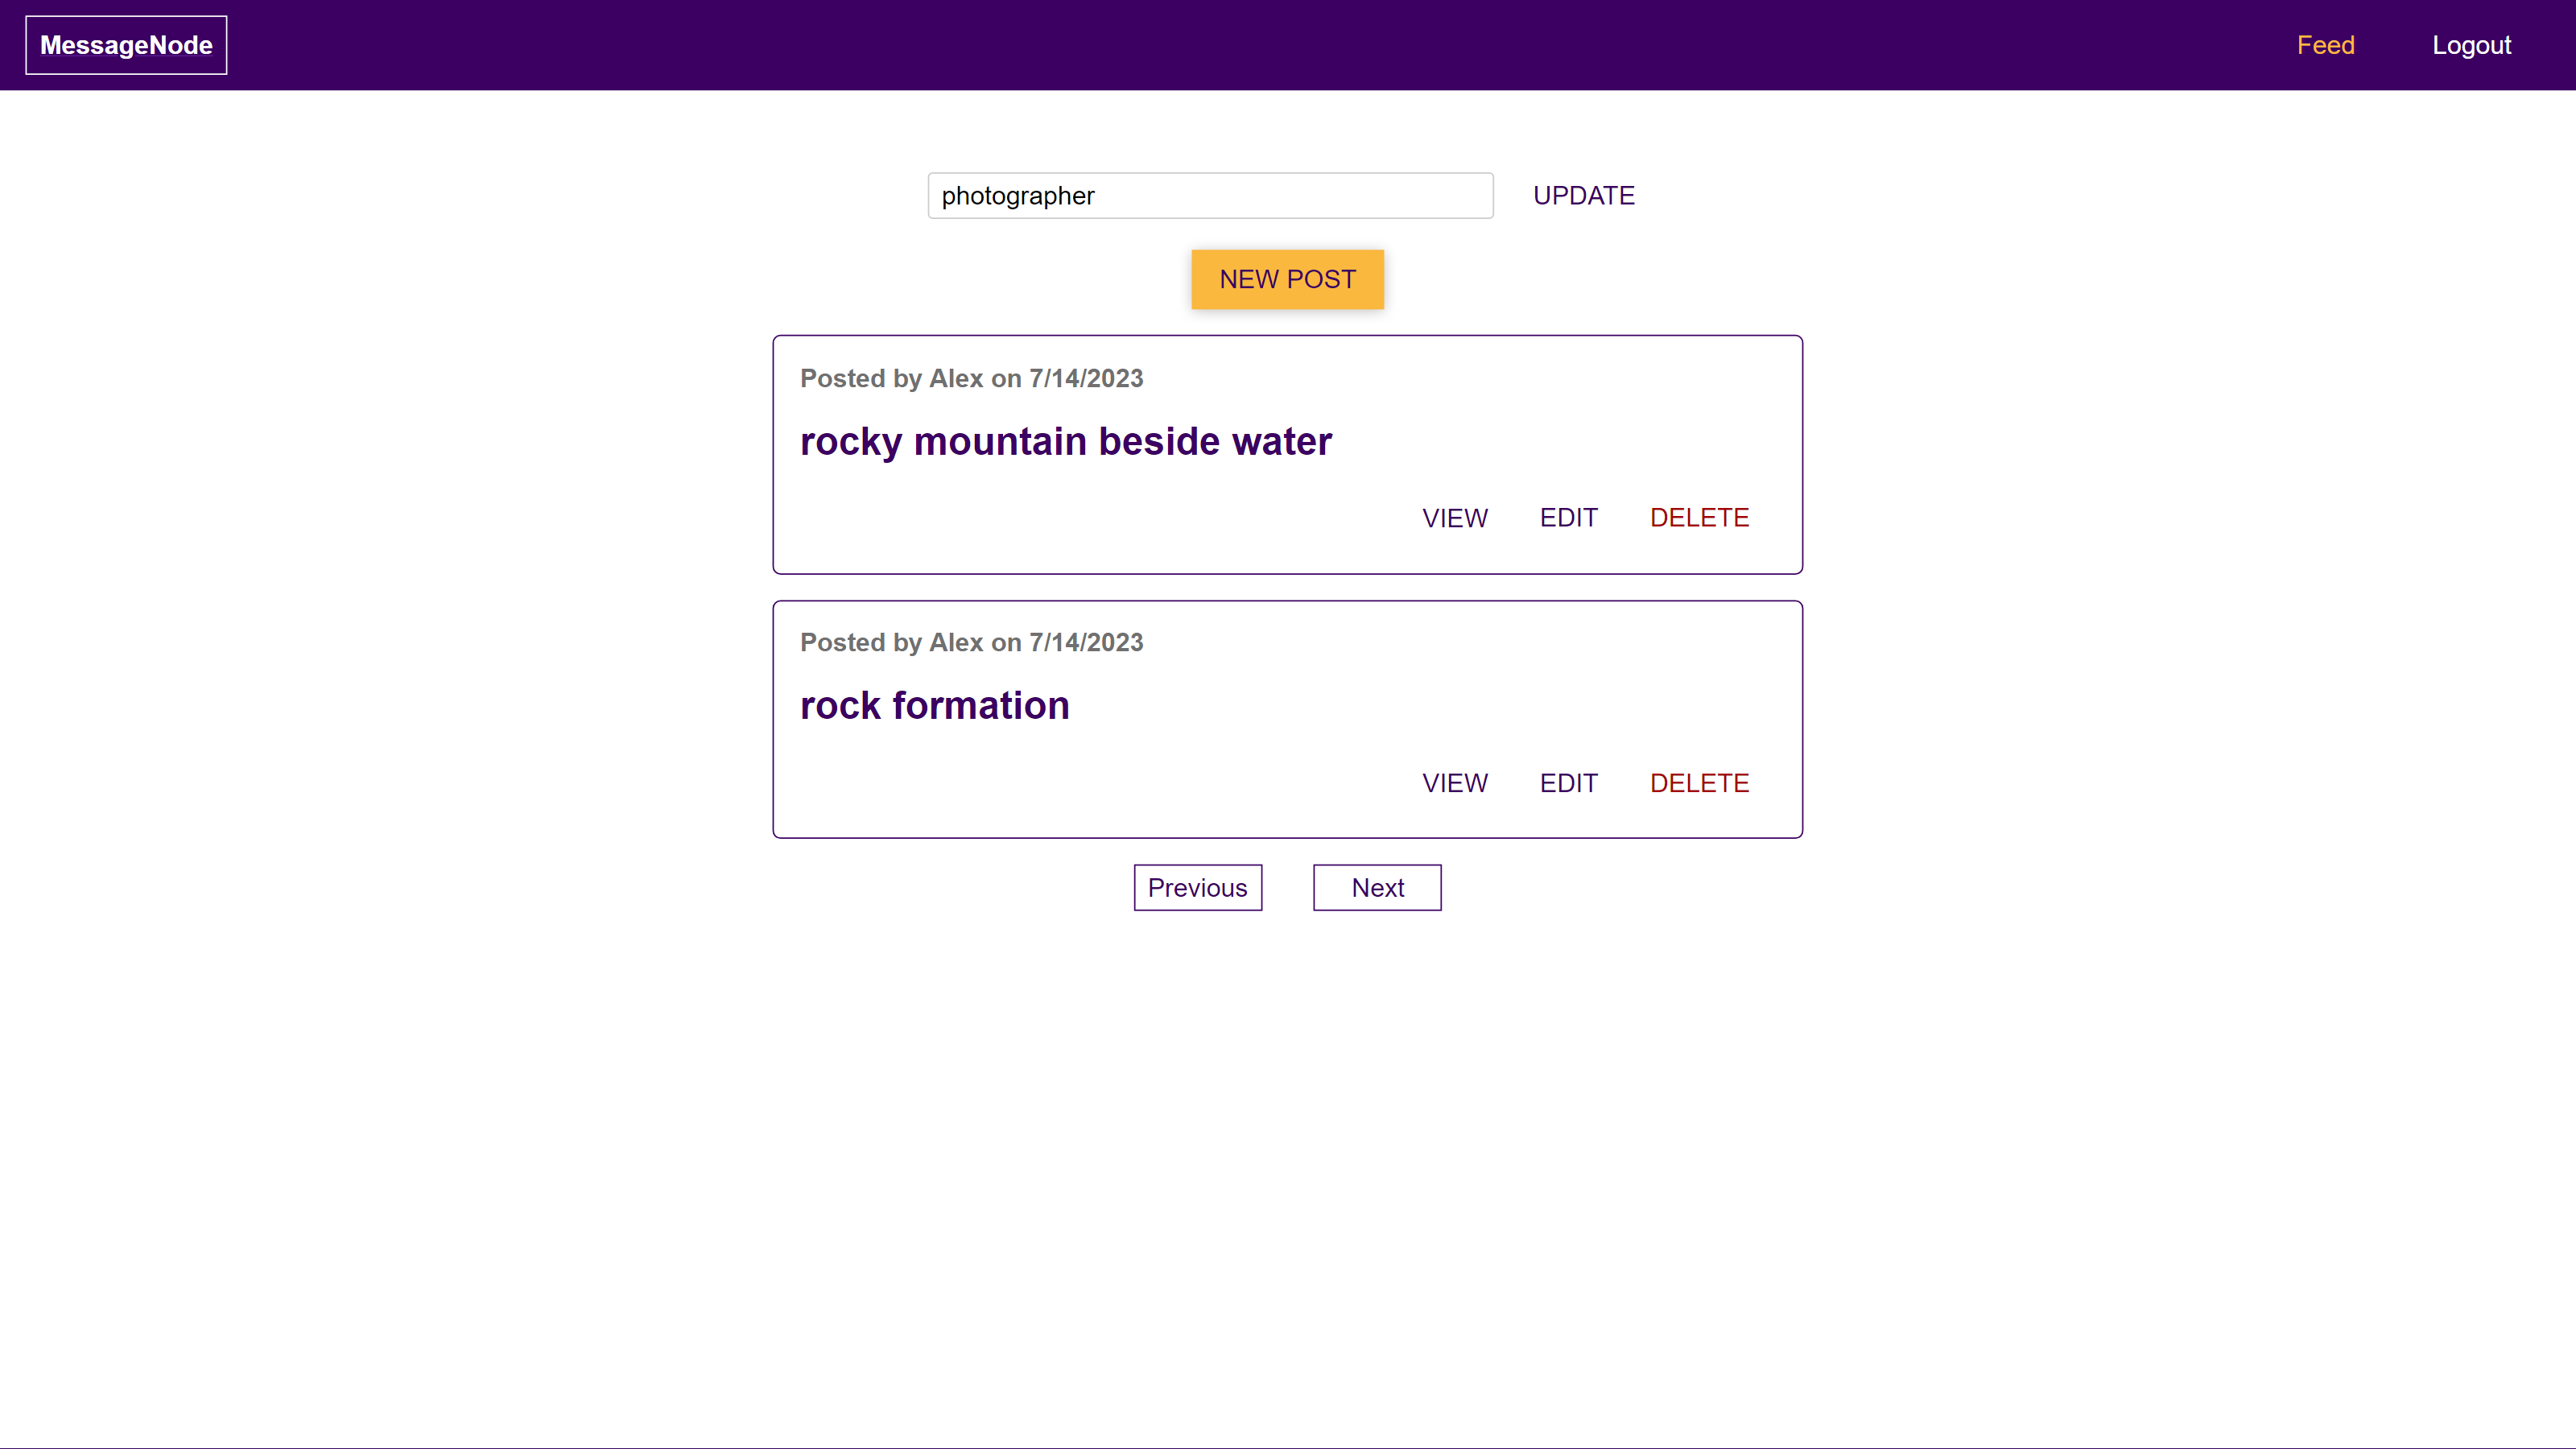 MessageNode
Feed
Logout
photographer
UPDATE
NEW POST
Posted by Alex on 7/14/2023
rocky mountain beside water
VIEW
EDIT
DELETE
Posted by Alex on 7/14/2023
rock formation
VIEW
EDIT
DELETE
Previous
Next